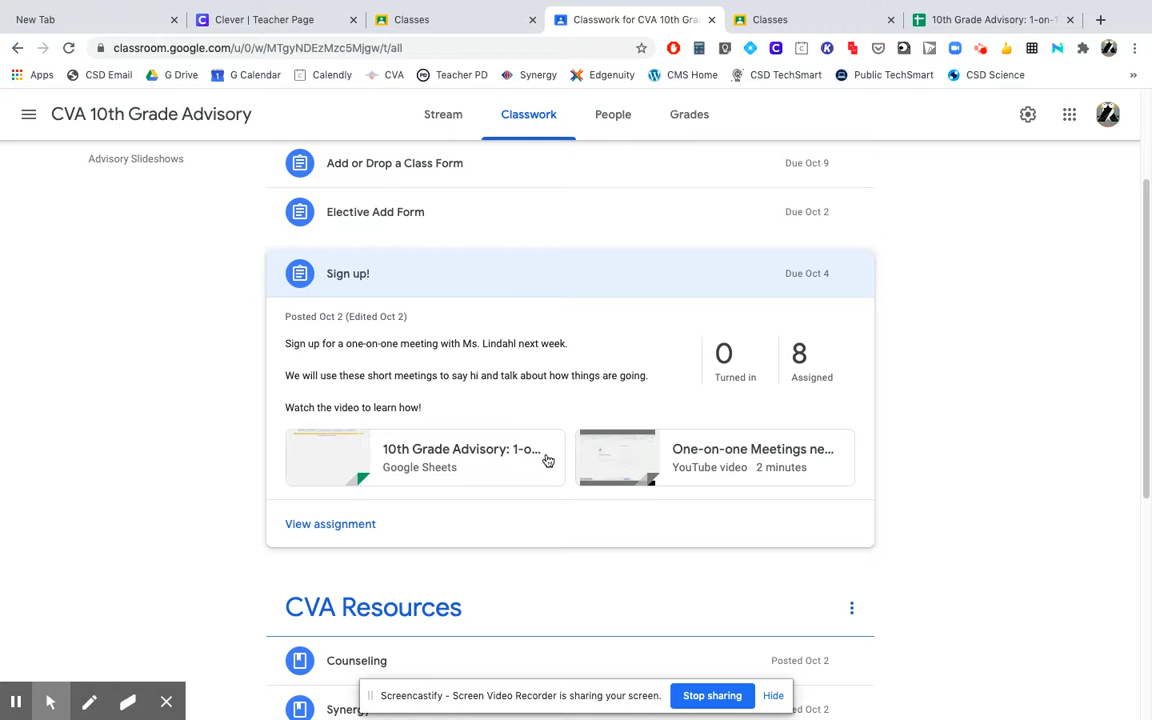 New Tab
Clever | Teacher Page
Classes
Classwork for CVA 10th Gra
Classes
10th Grade Advisory: 1-on-1
classroom.google.com/u/0/w/MTgyNDEzMzc5Mjgw/t/all
Apps
CSD Email
G Drive
G Calendar
Calendly
CVA
Teacher PD
Synergy
Edgenuity
CMS Home
CSD TechSmart
Public TechSmart
CSD Science
»
CVA 10th Grade Advisory
Stream
Classwork
People
Grades
Advisory Slideshows
Add or Drop a Class Form
Due Oct 9
Elective Add Form
Due Oct 2
Sign up!
Due Oct 4
Posted Oct 2 (Edited Oct 2)
Sign up for a one-on-one meeting with Ms. Lindahl next week.
We will use these short meetings to say hi and talk about how things are going.
Watch the video to learn how!
0
Turned in
8
Assigned
10th Grade Advisory: 1-o...
Google Sheets
One-on-one Meetings ne...
YouTube video 2 minutes
View assignment
CVA Resources
Counseling
Posted Oct 2
Synergy
ed Oct 2
Screencastify - Screen Video Recorder is sharing your screen.
Stop sharing
Hide